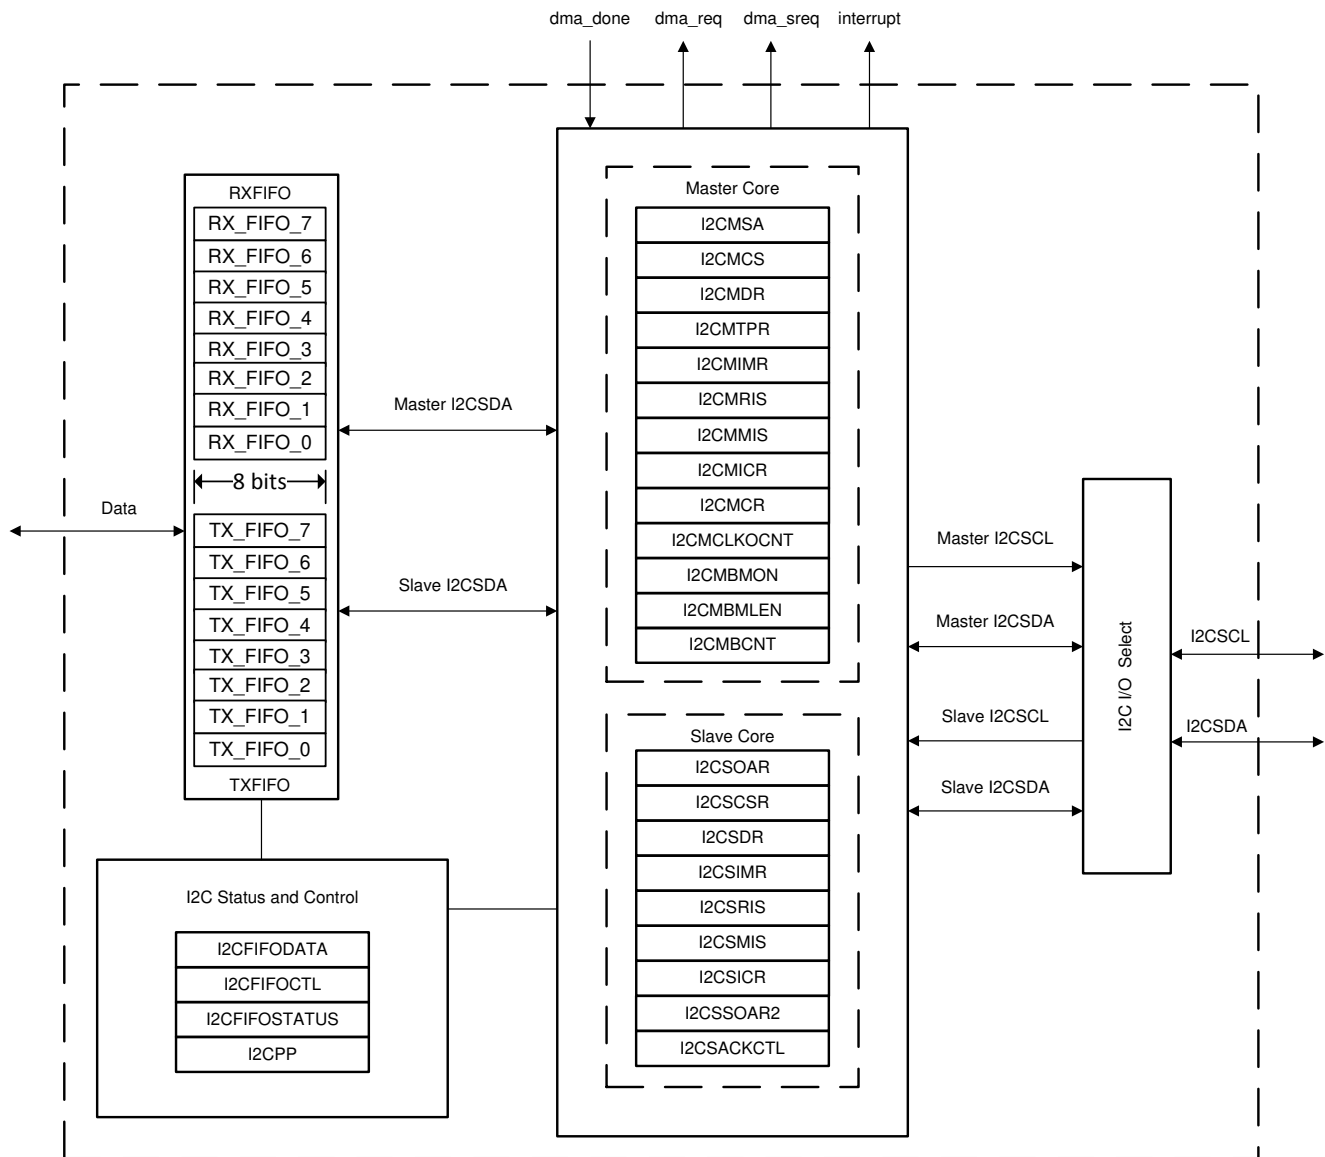 dma_done dma_req dma_sreq interrupt
RXFIFO
RX_FIFO_7
RX_FIFO_6
RX_FIFO_5
RX_FIFO_4
RX_FIFO_3
RX_FIFO_2
RX_FIFO_1
RX_FIFO_0
8 bits
TX_FIFO_7
TX_FIFO_6
TX_FIFO_5
TX_FIFO_4
TX_FIFO_3
TX_FIFO_2
TX_FIFO_1
TX_FIFO_0
TXFIFO
Data
I2C Status and Control
I2CFIFODATA
I2CFIFOCTL
I2CFIFOSTATUS
I2CPP
Master I2CSDA
Slave I2CSDA
Master Core
I2CMSA
I2CMCS
I2CMDR
I2CMTPR
I2CMIMR
I2CMRIS
I2CMMIS
I2CMICR
I2CMCR
I2CMCLKOCNT
I2CMBMON
I2CMBMLEN
I2CMBCNT
Slave Core
I2CSOAR
I2CSCSR
I2CSDR
I2CSIMR
I2CSRIS
I2CSMIS
I2CSICR
I2CSSOAR2
I2CSACKCTL
Master I2CSCL
Master I2CSDA
Slave I2CSCL
Slave I2CSDA
I2C I/O Select
I2CSCL
I2CSDA